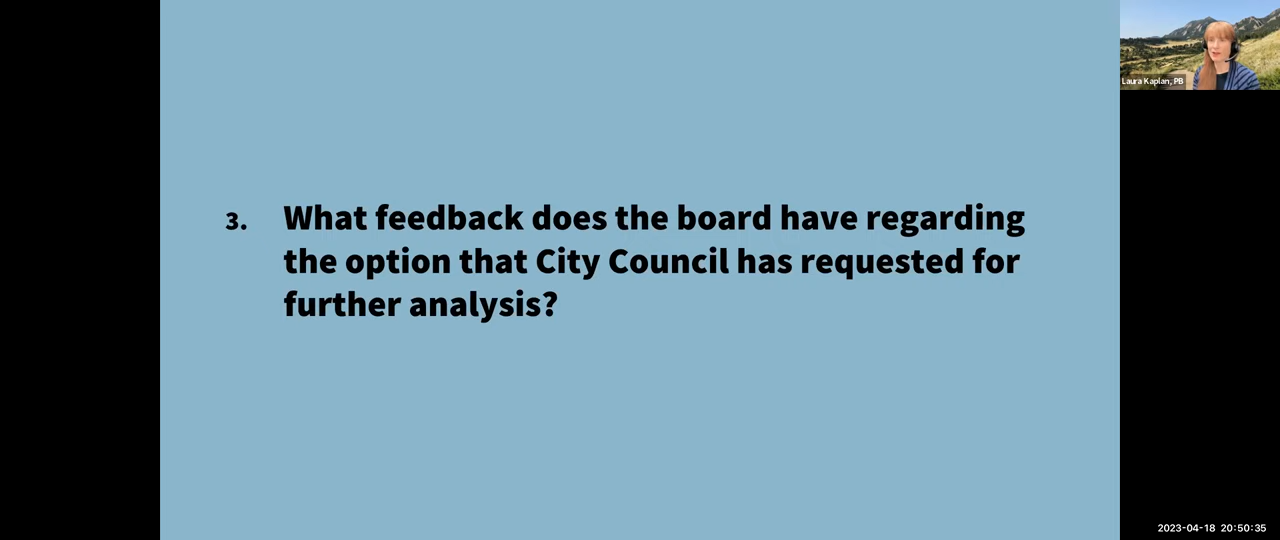 Laura Kaplan, PB
3. What feedback does the board have regarding
the option that City Council has requested for
further analysis?
2023-04-18 20:50:35